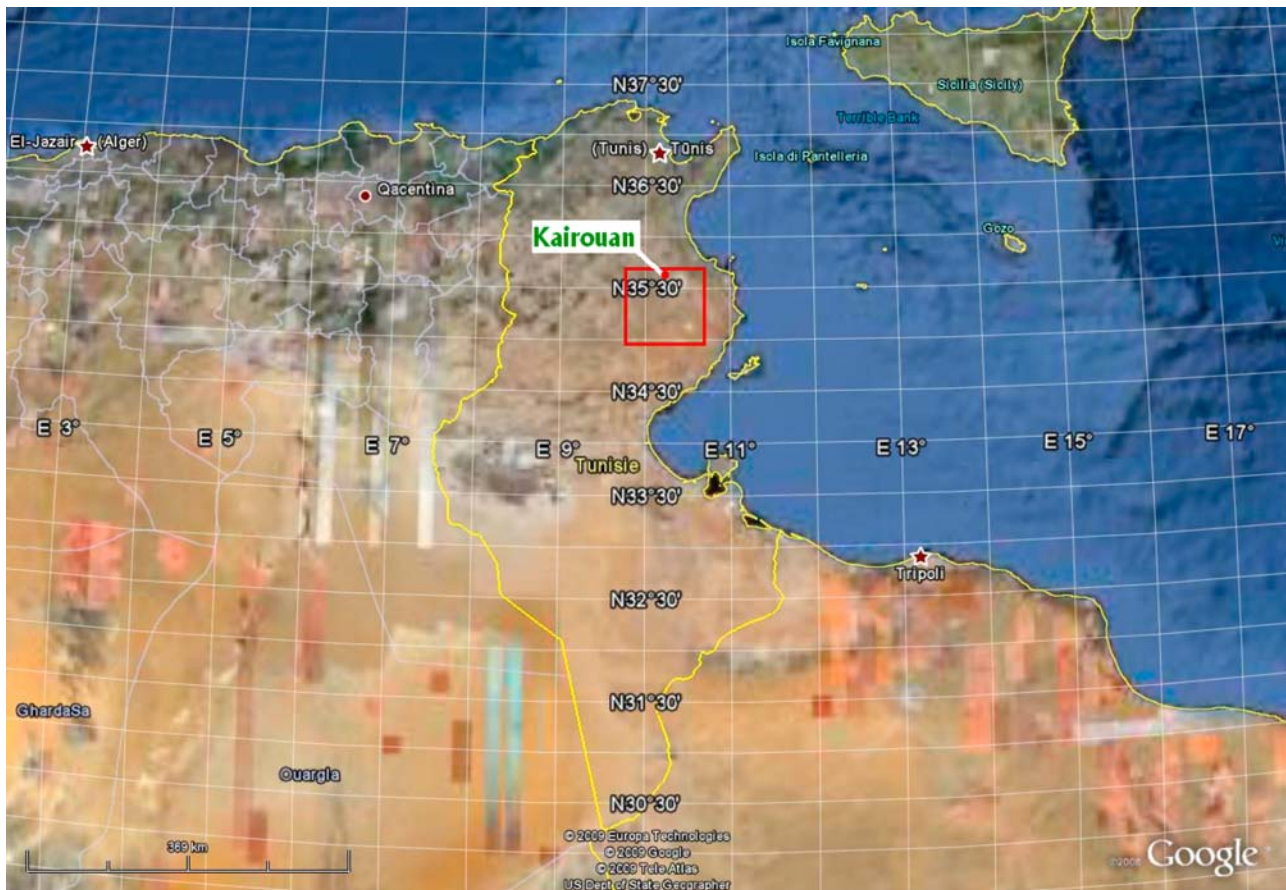 Isola Favignana
N37°30'
Sicilia (Sicily)
Terrible Bank
El-Jazair (Alger)
(Tunis) Tūnis
Isola di Pantelleria
Qacentina
N36°30'
Kairouan
Gozo
N35°30'
N34°30'
E 3° E 5° E 7° E 9° E 11° E 13° E 15° E 17°
Tunisie
N33°30'
Tripoli
N32°30'
GhardaSa
N31°30'
Ouargla
N30°30'
369 km
© 2009 Europa Technologies
© 2009 Google
© 2009 Tele Atlas
US Dept of State Geographer
©2008 Google